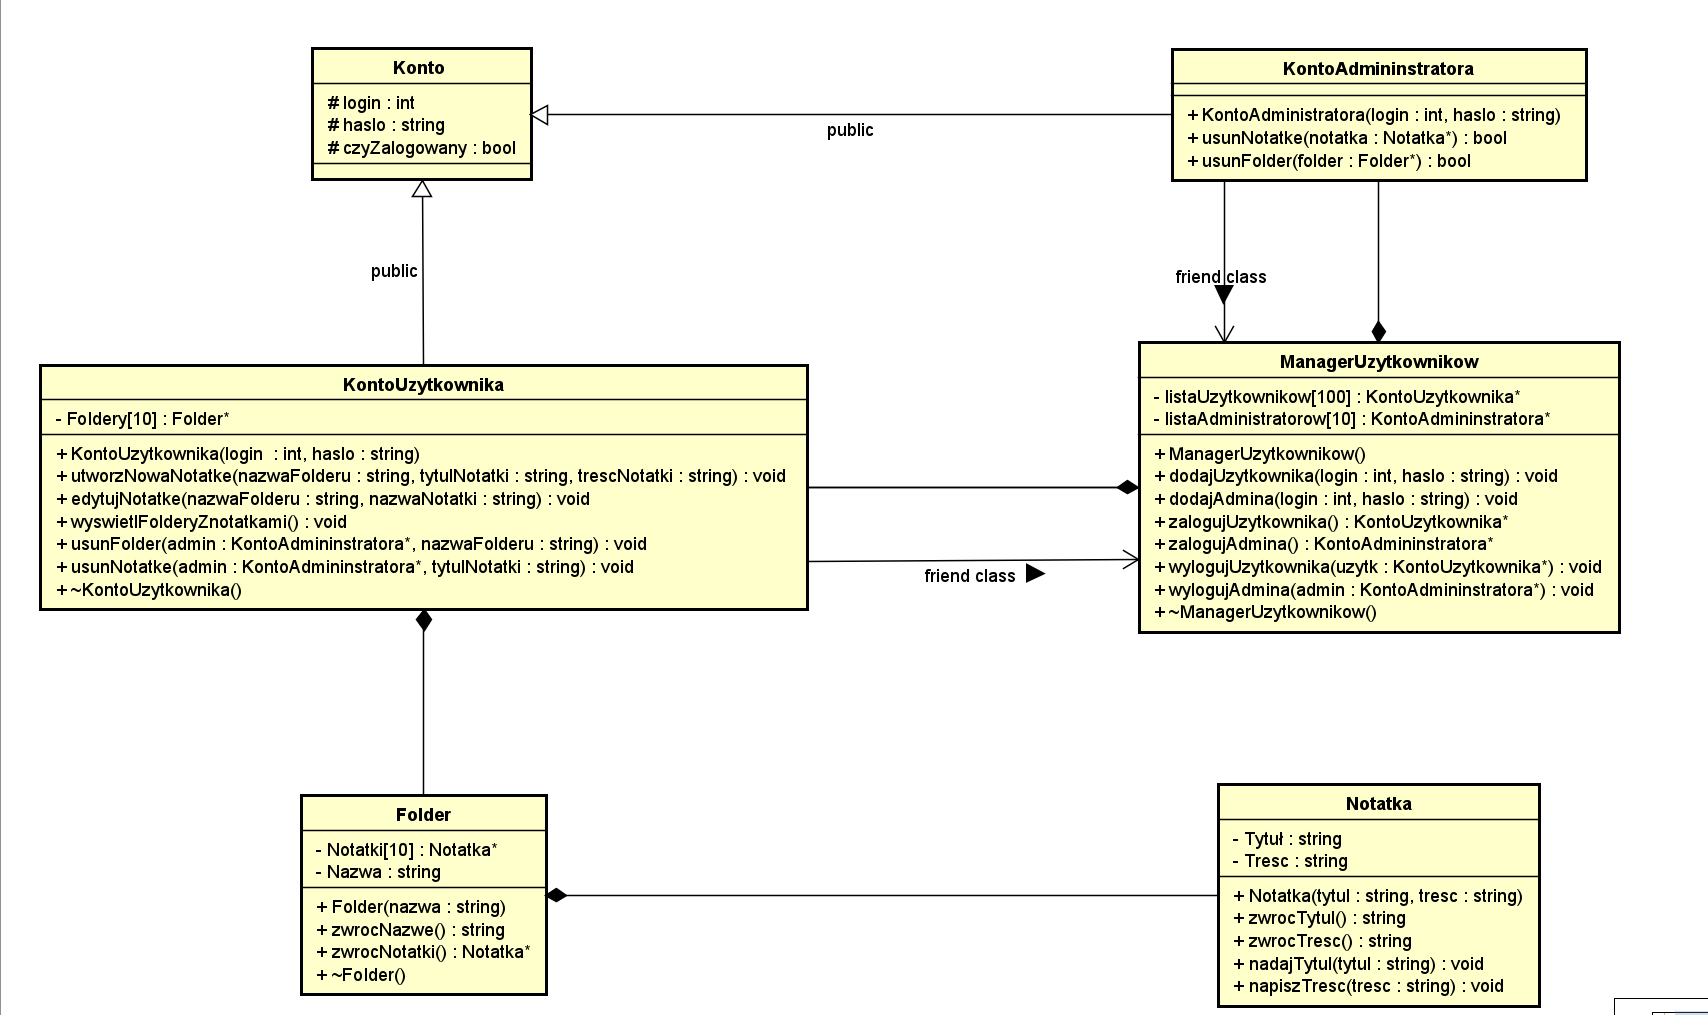 Konto
# login : int
# haslo : string
# czyZalogowany : bool
KontoAdmininstratora
+ KontoAdministratora(login : int, haslo : string)
+ usunNotatke(notatka : Notatka*) : bool
+ usunFolder(folder : Folder*) : bool
public
public
friend class
KontoUzytkownika
- Foldery[10] : Folder*
+ KontoUzytkownika(login : int, haslo : string)
+ utworzNowaNotatke(nazwaFolderu : string, tytulNotatki : string, trescNotatki : string) : void
+ edytujNotatke(nazwaFolderu : string, nazwaNotatki : string) : void
+ wyswietlFolderyZnotatkami() : void
+ usunFolder(admin : KontoAdmininstratora*, nazwaFolderu : string) : void
+ usunNotatke(admin : KontoAdmininstratora*, tytulNotatki : string) : void
+ ~KontoUzytkownika()
ManagerUzytkownikow
- listaUzytkownikow[100] : KontoUzytkownika*
- listaAdministratorow[10] : KontoAdmininstratora*
+ ManagerUzytkownikow()
+ dodajUzytkownika(login : int, haslo : string) : void
+ dodajAdmina(login : int, haslo : string) : void
+ zalogujUzytkownika() : KontoUzytkownika*
+ zalogujAdmina() : KontoAdmininstratora*
+ wylogujUzytkownika(uzytk : KontoUzytkownika*) : void
+ wylogujAdmina(admin : KontoAdmininstratora*) : void
+ ~ManagerUzytkownikow()
friend class
Folder
- Notatki[10] : Notatka*
- Nazwa : string
+ Folder(nazwa : string)
+ zwrocNazwe() : string
+ zwrocNotatki() : Notatka*
+ ~Folder()
Notatka
- Tytuł : string
- Tresc : string
+ Notatka(tytul : string, tresc : string)
+ zwrocTytul() : string
+ zwrocTresc() : string
+ nadajTytul(tytul : string) : void
+ napiszTresc(tresc : string) : void